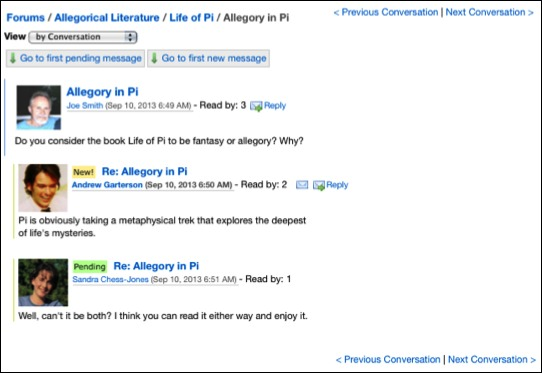 Forums / Allegorical Literature / Life of Pi / Allegory in Pi
< Previous Conversation | Next Conversation >
View by Conversation
Go to first pending message Go to first new message
Allegory in Pi
Joe Smith (Sep 10, 2013 6:49 AM) - Read by: 3 Reply
Do you consider the book Life of Pi to be fantasy or allegory? Why?
New! Re: Allegory in Pi
Andrew Garterson (Sep 10, 2013 6:50 AM) - Read by: 2 Reply
Pi is obviously taking a metaphysical trek that explores the deepest
of life's mysteries.
Pending Re: Allegory in Pi
Sandra Chess-Jones (Sep 10, 2013 6:51 AM) - Read by: 1
Well, can't it be both? I think you can read it either way and enjoy it.
< Previous Conversation | Next Conversation >